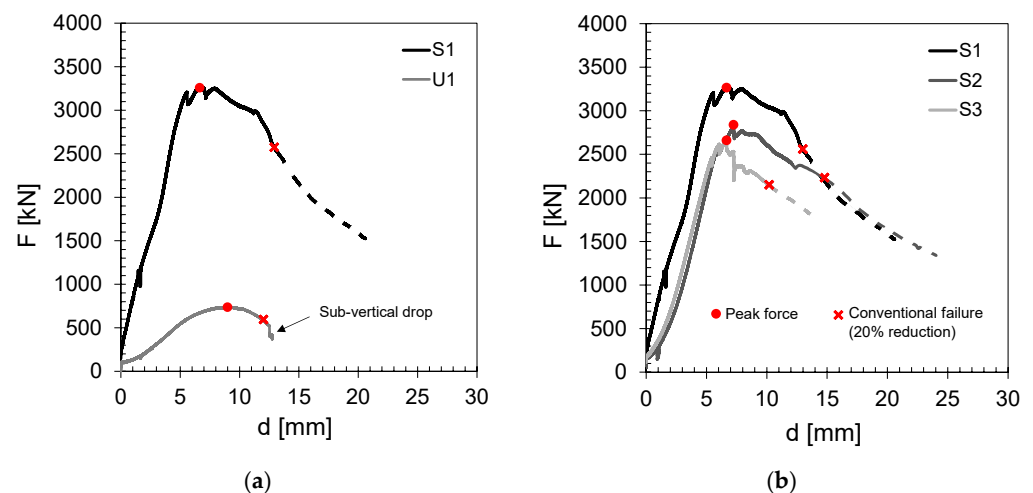 4000
3500
3000
2500
2000
1500
1000
500
0
F [kN]
S1
U1
Sub-vertical drop
0 5 10 15 20 25 30
d [mm]
(a)
4000
3500
3000
2500
2000
1500
1000
500
0
F [kN]
S1
S2
S3
Peak force
Conventional failure
(20% reduction)
0 5 10 15 20 25 30
d [mm]
(b)